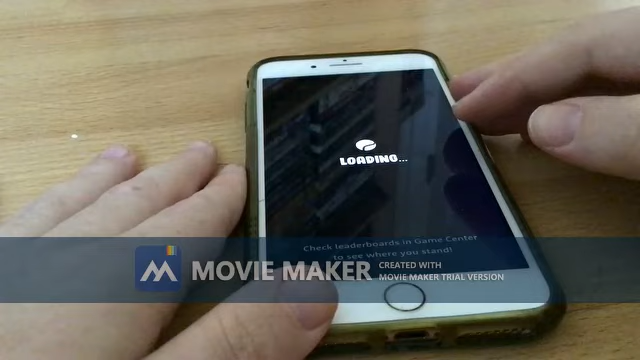 LOADING...
Check leaderboards in Game Center
to see where you stand!
MOVIE MAKER
CREATED WITH
MOVIE MAKER TRIAL VERSION